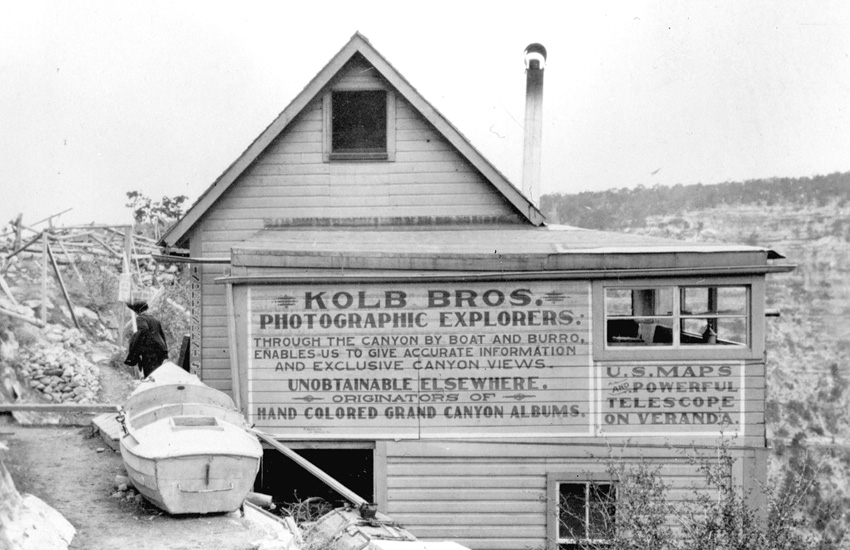 KOLB BROS.
PHOTOGRAPHIC EXPLORERS.
THROUGH THE CANYON BY BOAT AND BURRO,
ENABLES US TO GIVE ACCURATE INFORMATION
AND EXCLUSIVE CANYON VIEWS.
UNOBTAINABLE ELSEWHERE.
ORIGINATORS OF
HAND COLORED GRAND CANYON ALBUMS.
U.S. MAPS
AND POWERFUL
TELESCOPE
ON VERANDA